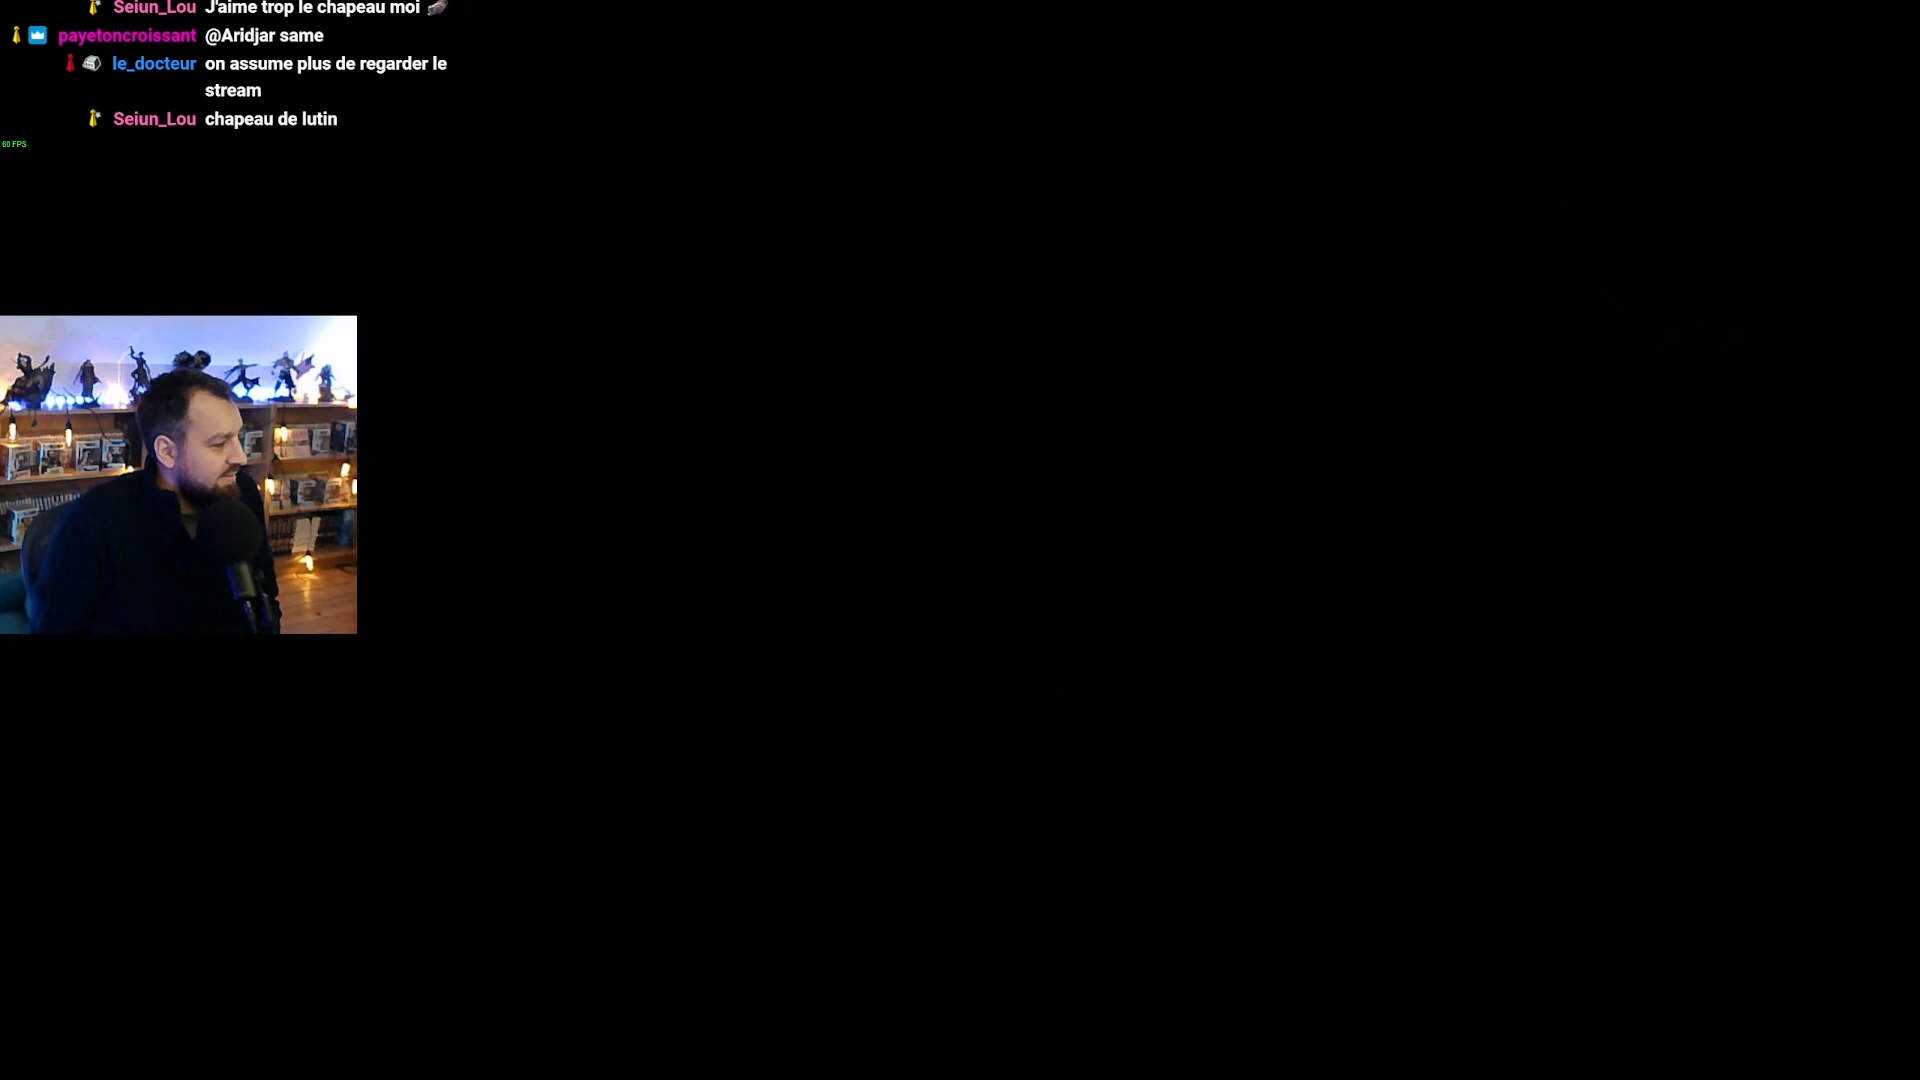 Seiun_Lou J'aime trop le chapeau moi
payetoncroissant @Aridjar same
le_docteur on assume plus de regarder le
stream
Seiun_Lou chapeau de lutin
60 FPS